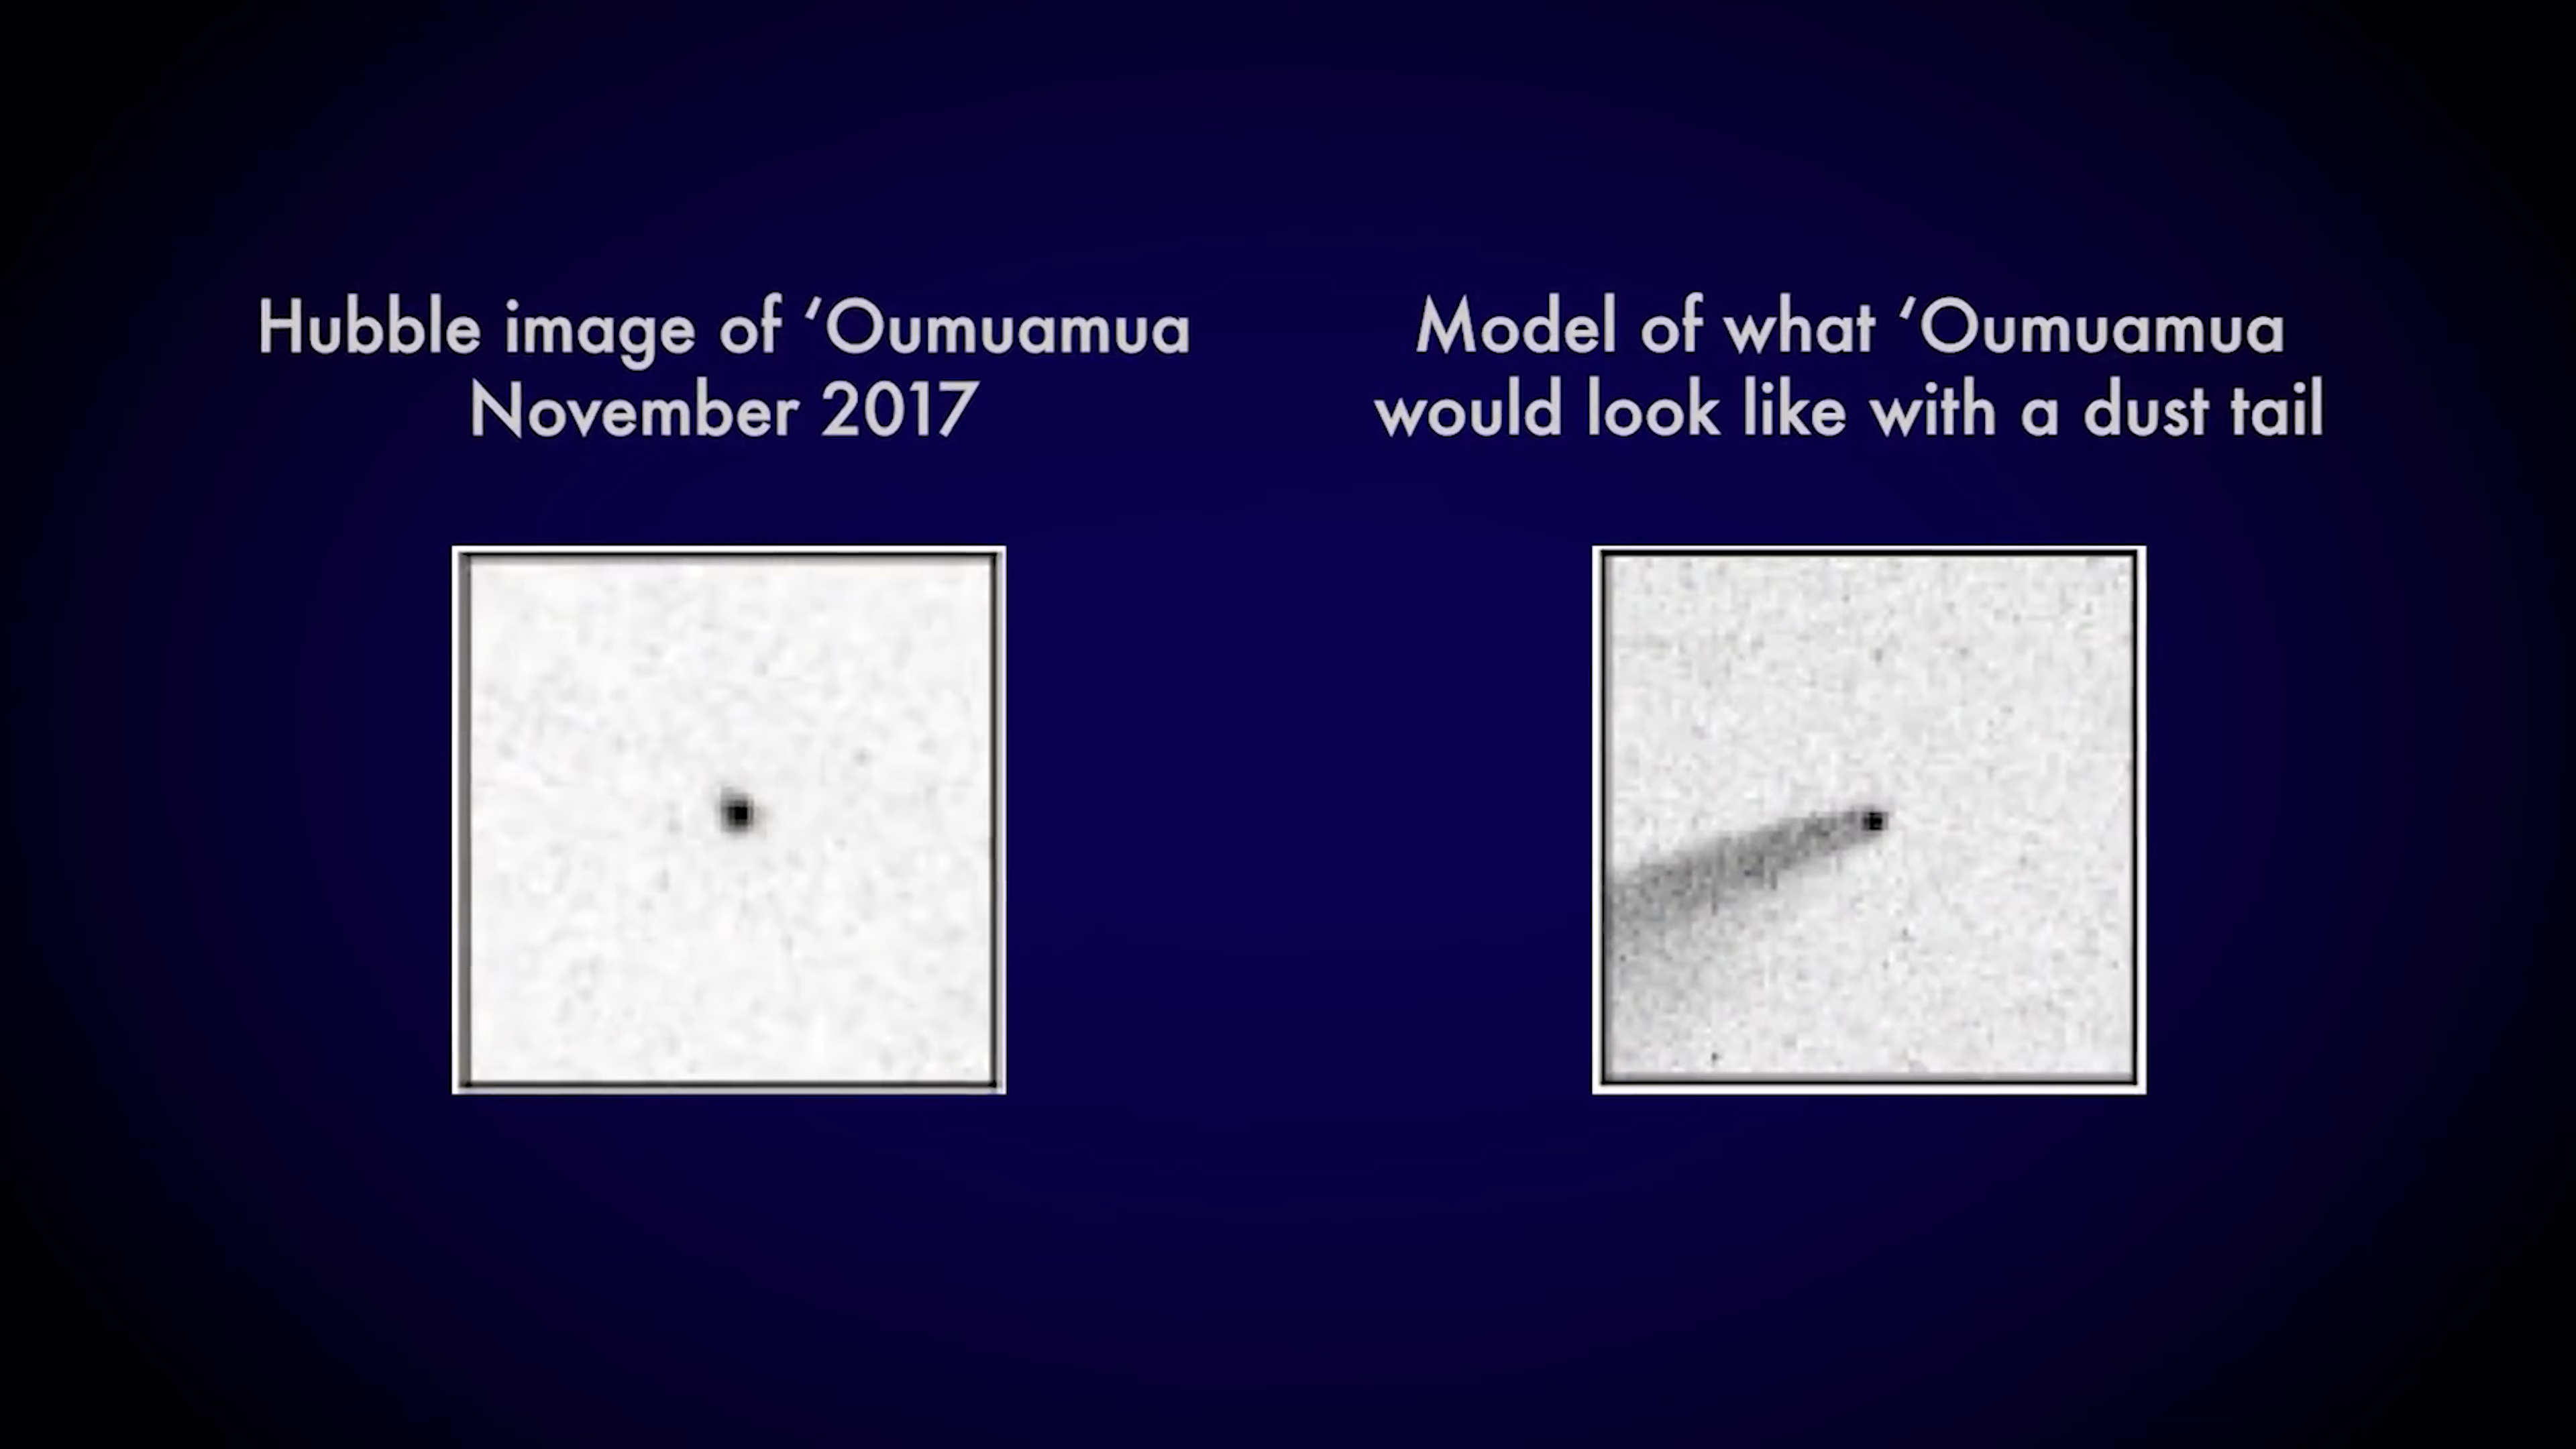 Hubble image of ‘Oumuamua
November 2017
Model of what ‘Oumuamua
would look like with a dust tail